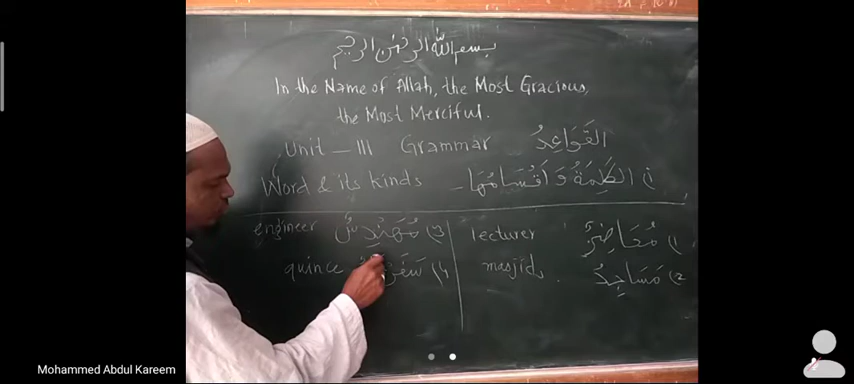 بسم الله الرحمٰن الرحيم
In the Name of Allah, the Most Gracious,
the Most Merciful.
Unit - III Grammar القَوَاعِدُ
Word & its kinds - الكَلِمَةُ وَ أَقْسَامُهَا
engineer مُهَنْدِسٌ (3 lecturer مُحَاضِرٌ (1
quince (4 masjids. مَسَاجِدُ (2
Mohammed Abdul Kareem